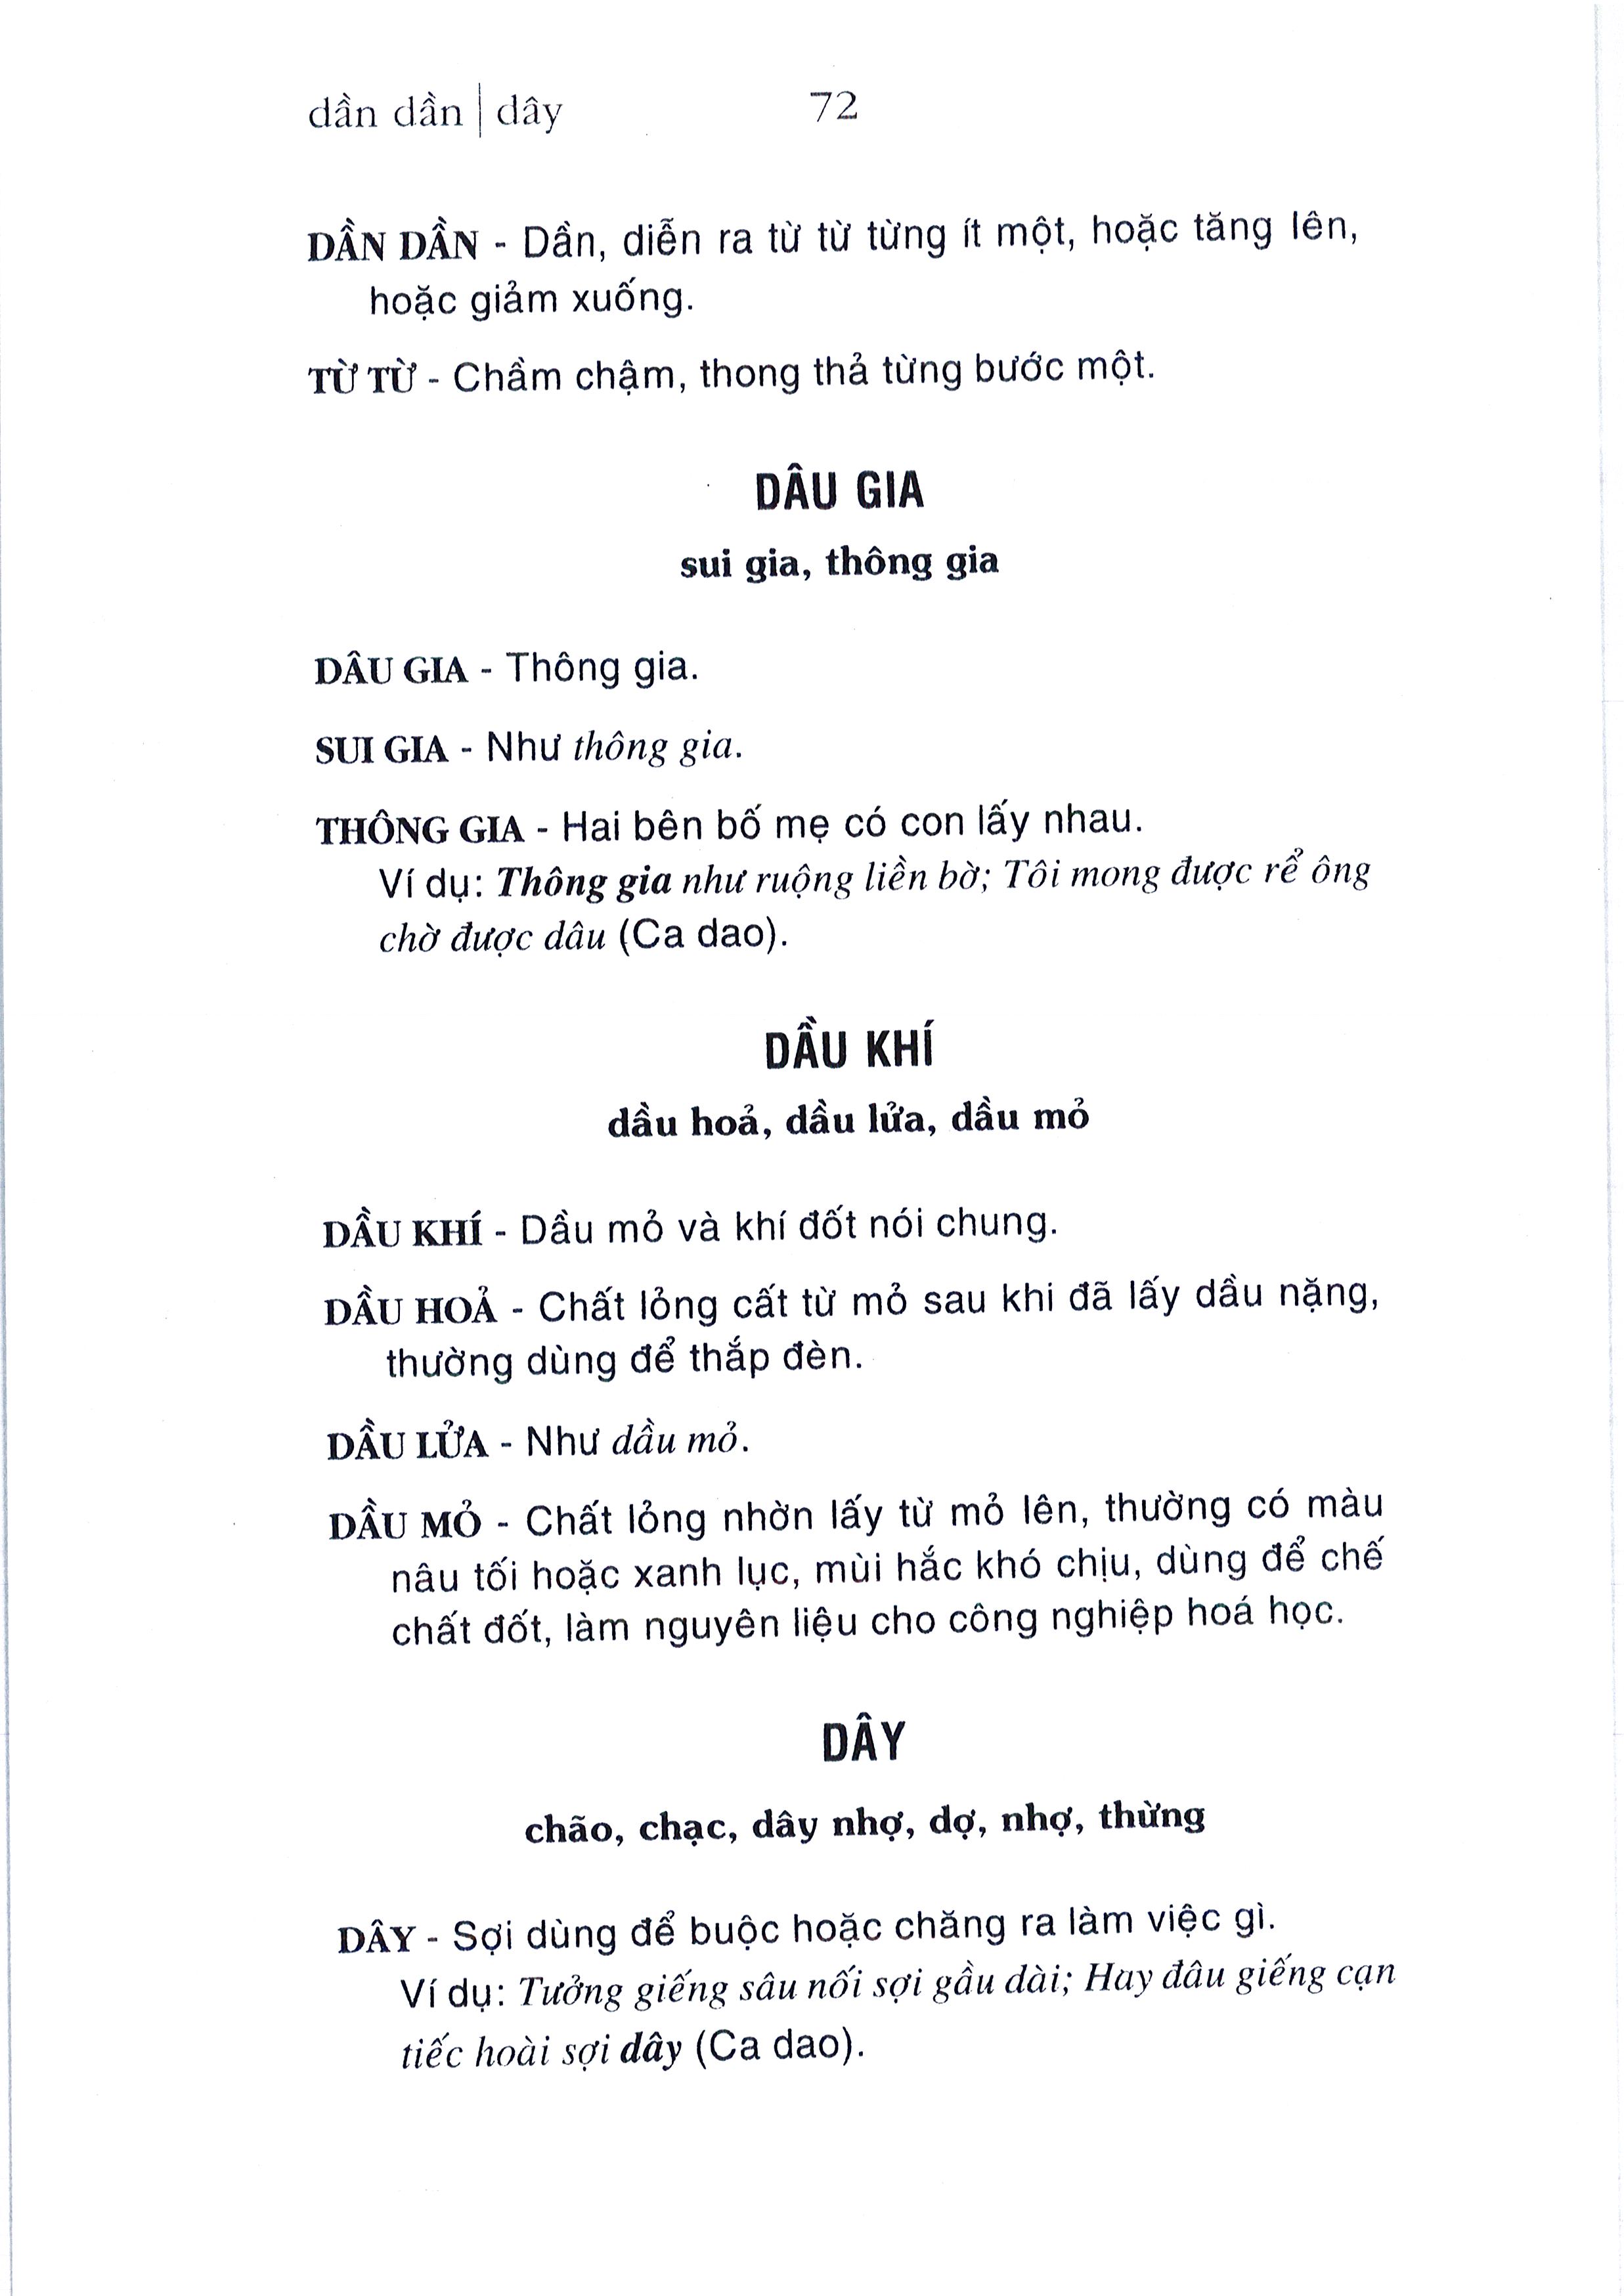 dần dần | dây 72
DẦN DẦN - Dần, diễn ra từ từ từng ít một, hoặc tăng lên,
hoặc giảm xuống.
TỪ TỪ - Chầm chậm, thong thả từng bước một.
DÂU GIA
sui gia, thông gia
DÂU GIA - Thông gia.
SUI GIA - Như thông gia.
THÔNG GIA - Hai bên bố mẹ có con lấy nhau.
Ví dụ: Thông gia như ruộng liền bờ; Tôi mong được rể ông
chờ được dâu (Ca dao).
DẦU KHÍ
dầu hoả, dầu lửa, dầu mỏ
DẦU KHÍ - Dầu mỏ và khí đốt nói chung.
DẦU HOẢ - Chất lỏng cất từ mỏ sau khi đã lấy dầu nặng,
thường dùng để thắp đèn.
DẦU LỬA - Như dầu mỏ.
DẦU MỎ - Chất lỏng nhờn lấy từ mỏ lên, thường có màu
nâu tối hoặc xanh lục, mùi hắc khó chịu, dùng để chế
chất đốt, làm nguyên liệu cho công nghiệp hoá học.
DÂY
chão, chạc, dây nhợ, dợ, nhợ, thừng
DÂY - Sợi dùng để buộc hoặc chăng ra làm việc gì.
Ví dụ: Tưởng giếng sâu nối sợi gầu dài; Hay đâu giếng cạn
tiếc hoài sợi dây (Ca dao).